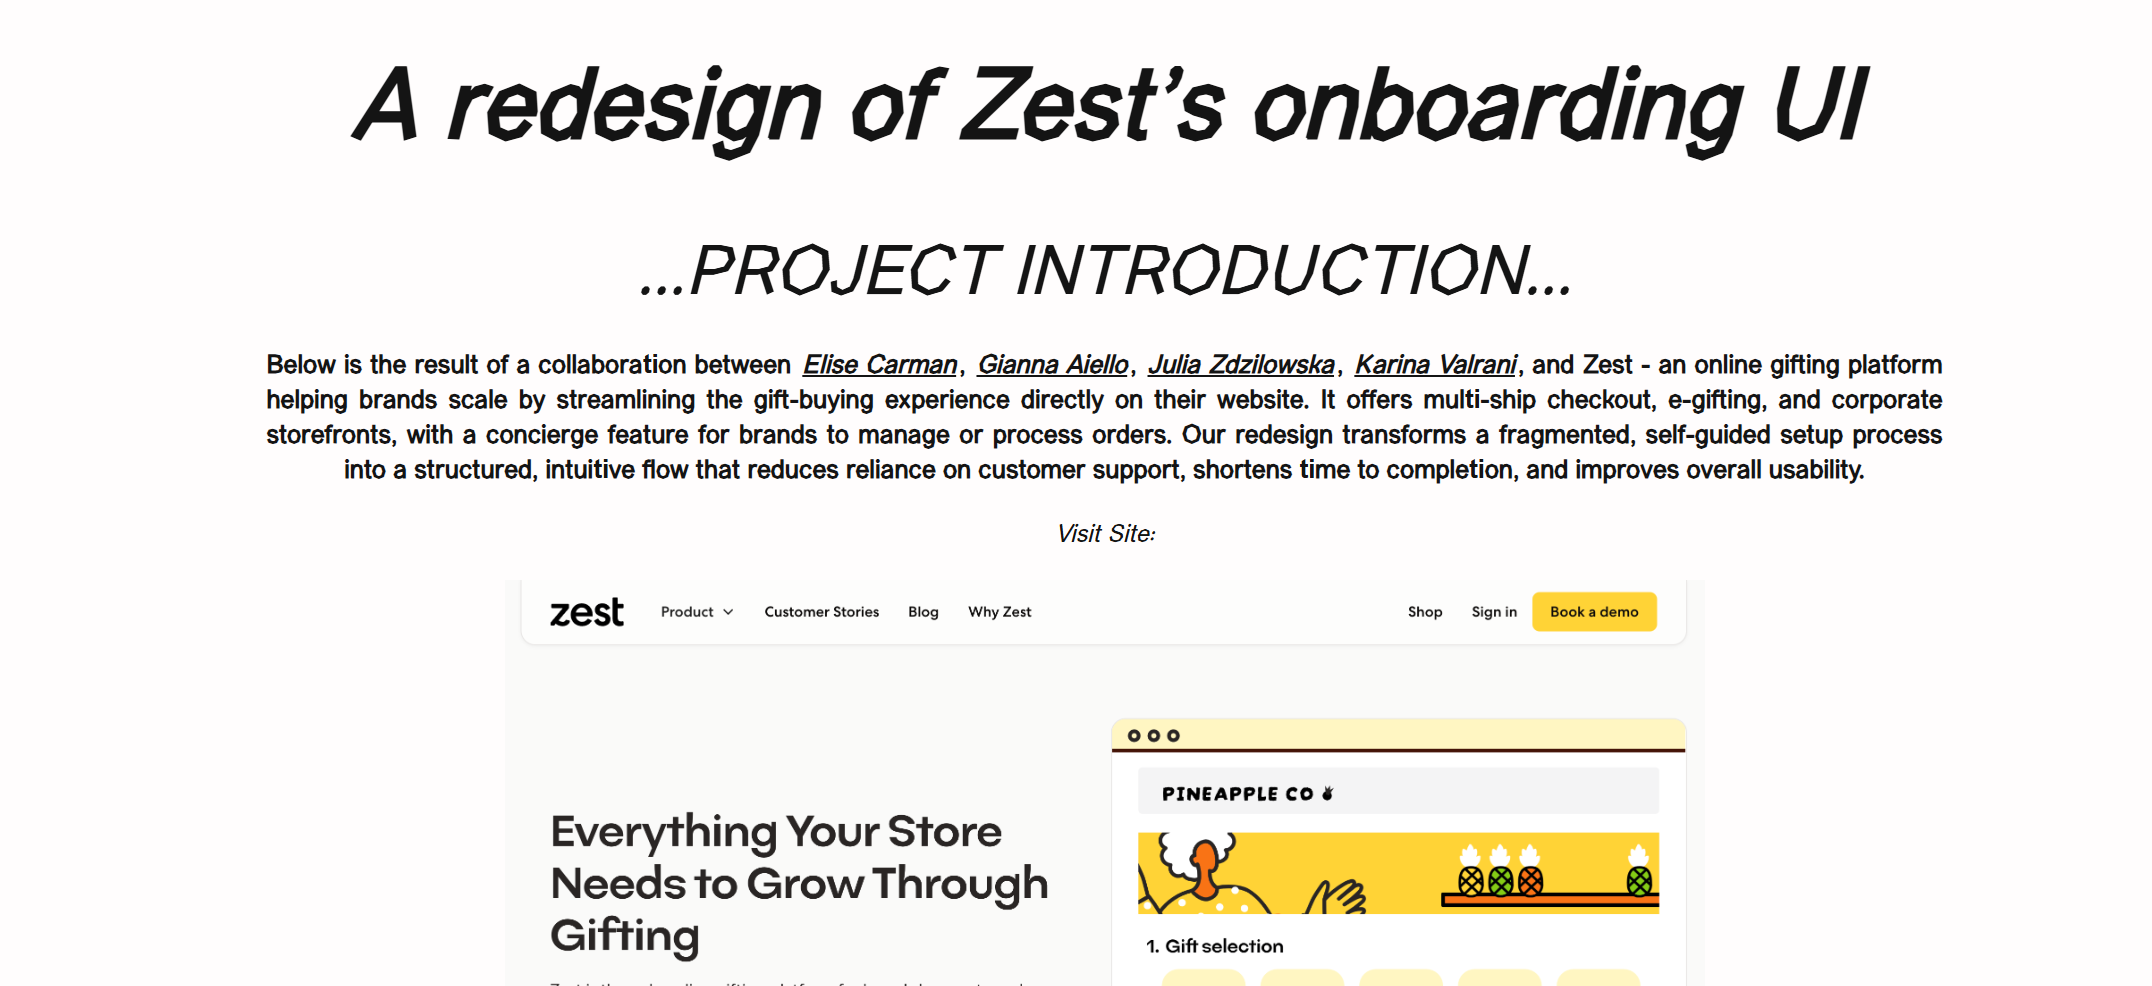 A redesign of Zest’s onboarding UI
...PROJECT INTRODUCTION...
Below is the result of a collaboration between Elise Carman, Gianna Aiello, Julia Zdzilowska, Karina Valrani, and Zest - an online gifting platform
helping brands scale by streamlining the gift-buying experience directly on their website. It offers multi-ship checkout, e-gifting, and corporate
storefronts, with a concierge feature for brands to manage or process orders. Our redesign transforms a fragmented, self-guided setup process
into a structured, intuitive flow that reduces reliance on customer support, shortens time to completion, and improves overall usability.
Visit Site:
zest Product Customer Stories Blog Why Zest Shop Sign in Book a demo
PINEAPPLE CO
Everything Your Store
Needs to Grow Through
Gifting
1. Gift selection